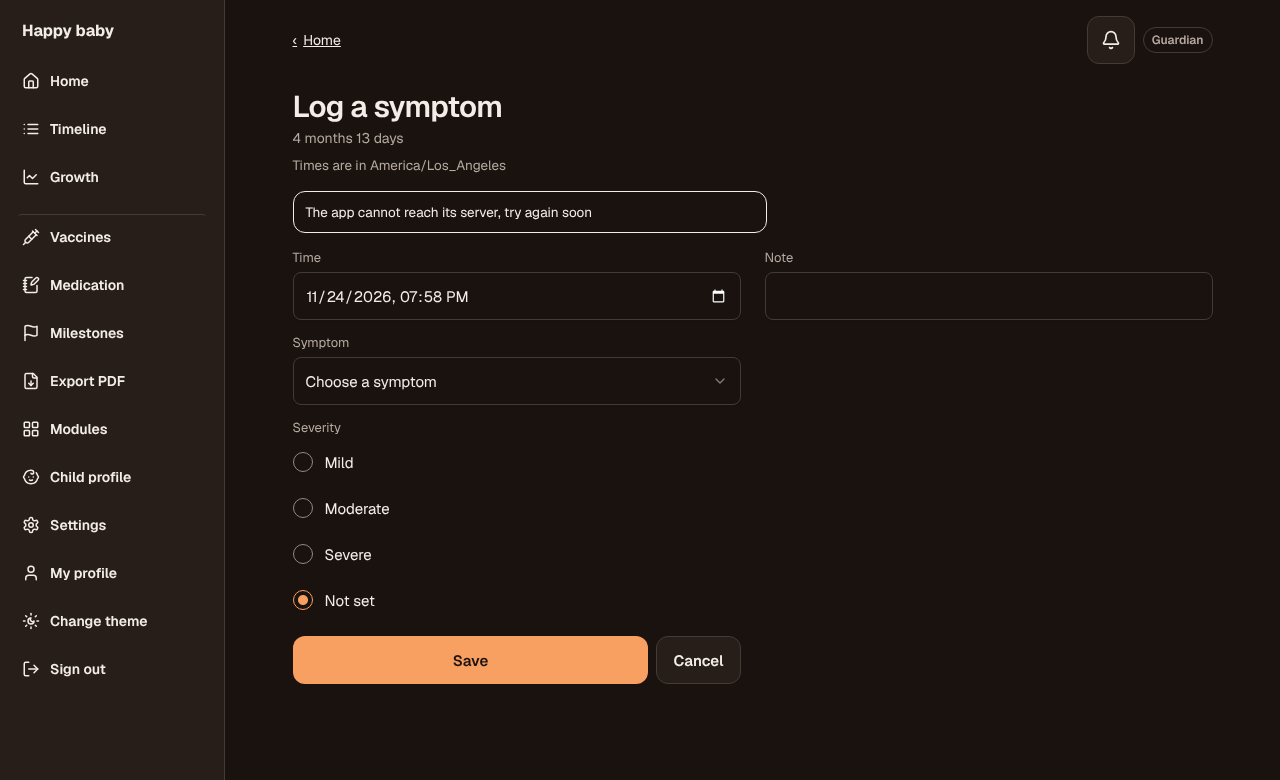 Happy baby
Home
Timeline
Growth
Vaccines
Medication
Milestones
Export PDF
Modules
Child profile
Settings
My profile
Change theme
Sign out
‹ Home
Guardian
Log a symptom
4 months 13 days
Times are in America/Los_Angeles
The app cannot reach its server, try again soon
Time
Note
11/24/2026, 07:58 PM
Symptom
Choose a symptom
Severity
Mild
Moderate
Severe
Not set
Save
Cancel